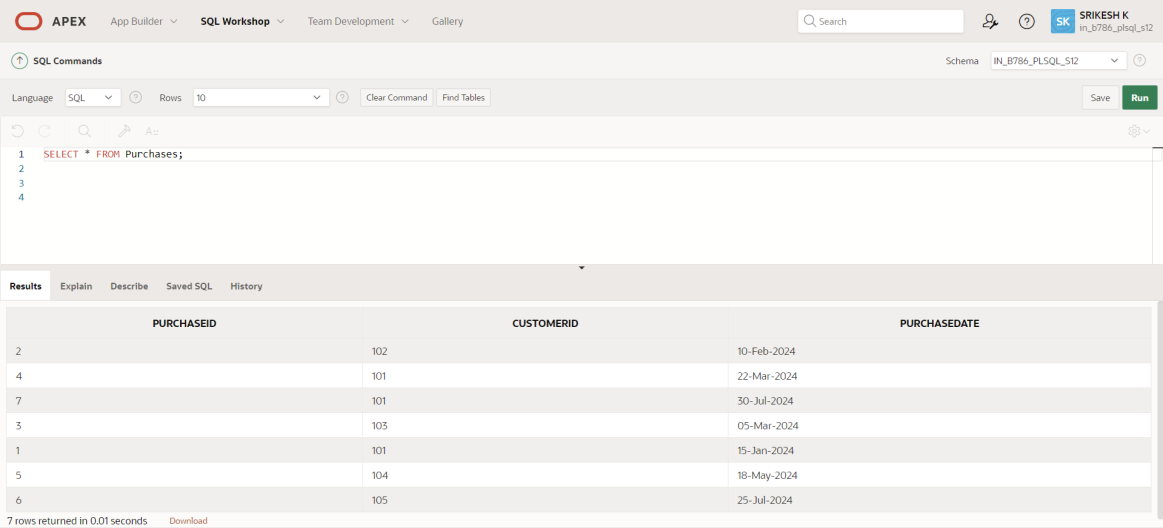 APEX App Builder SQL Workshop Team Development Gallery Search SK SRIKESH K
in_b786_plsql_s12
SQL Commands Schema IN_B786_PLSQL_S12
Language SQL Rows 10 Clear Command Find Tables Save Run
A::
1 SELECT * FROM Purchases;
2
3
4
Results Explain Describe Saved SQL History
PURCHASEID CUSTOMERID PURCHASEDATE
2 102 10-Feb-2024
4 101 22-Mar-2024
7 101 30-Jul-2024
3 103 05-Mar-2024
1 101 15-Jan-2024
5 104 18-May-2024
6 105 25-Jul-2024
7 rows returned in 0.01 seconds Download